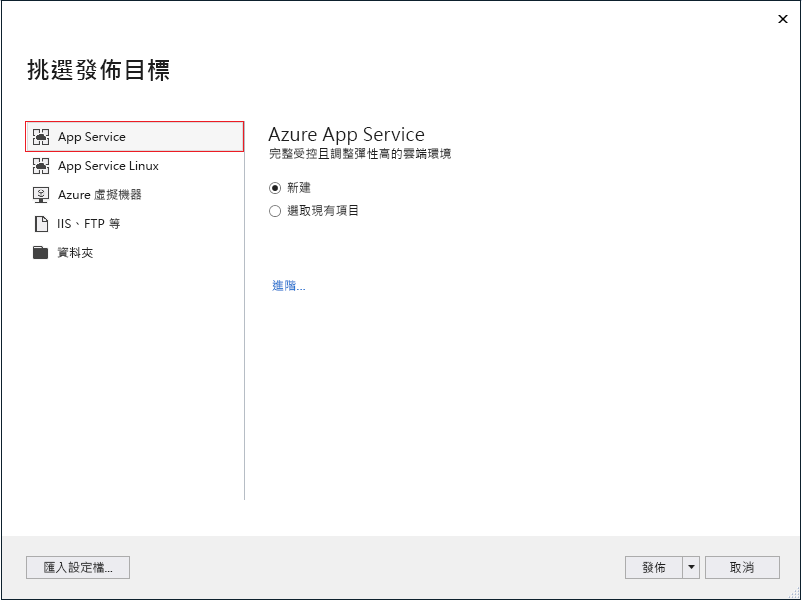 挑選發佈目標
App Service
App Service Linux
Azure 虛擬機器
IIS、FTP 等
資料夾
Azure App Service
完整受控且調整彈性高的雲端環境
新建
選取現有項目
進階...
匯入設定檔...
發佈
取消